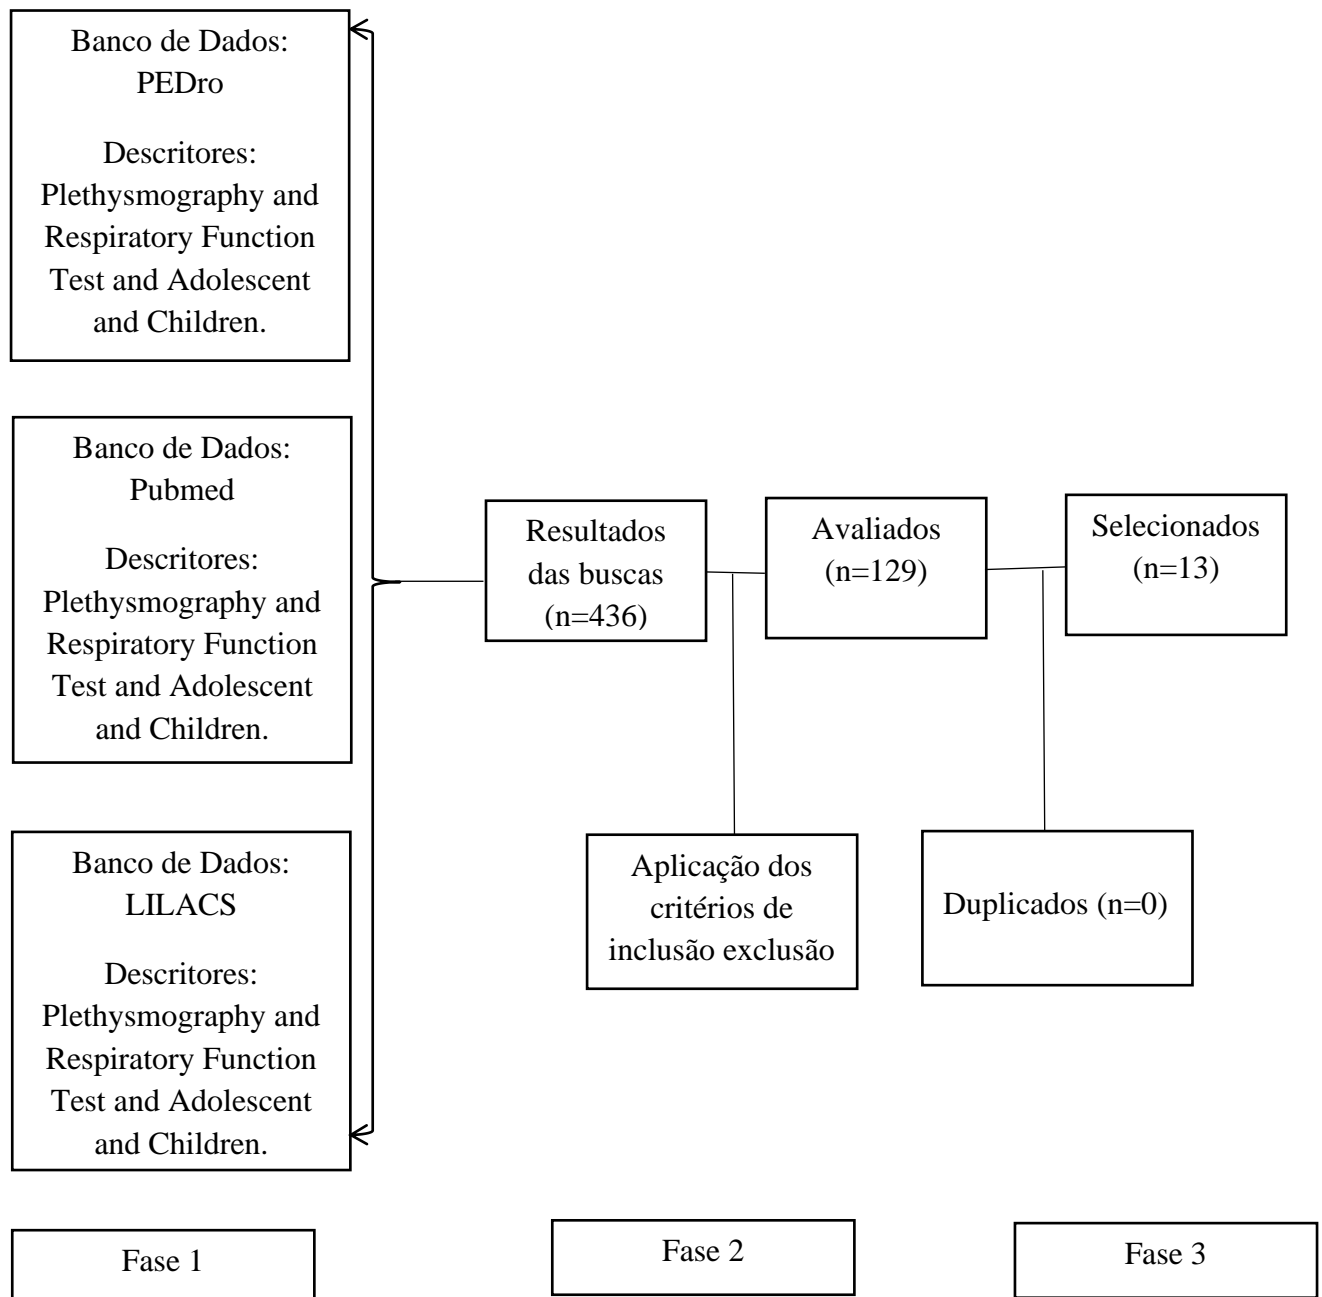 Banco de Dados:
PEDro
Descritores:
Plethysmography and
Respiratory Function
Test and Adolescent
and Children.
Banco de Dados:
Pubmed
Descritores:
Plethysmography and
Respiratory Function
Test and Adolescent
and Children.
Banco de Dados:
LILACS
Descritores:
Plethysmography and
Respiratory Function
Test and Adolescent
and Children.
Resultados
das buscas
(n=436)
Avaliados
(n=129)
Selecionados
(n=13)
Aplicação dos
critérios de
inclusão exclusão
Duplicados (n=0)
Fase 1
Fase 2
Fase 3